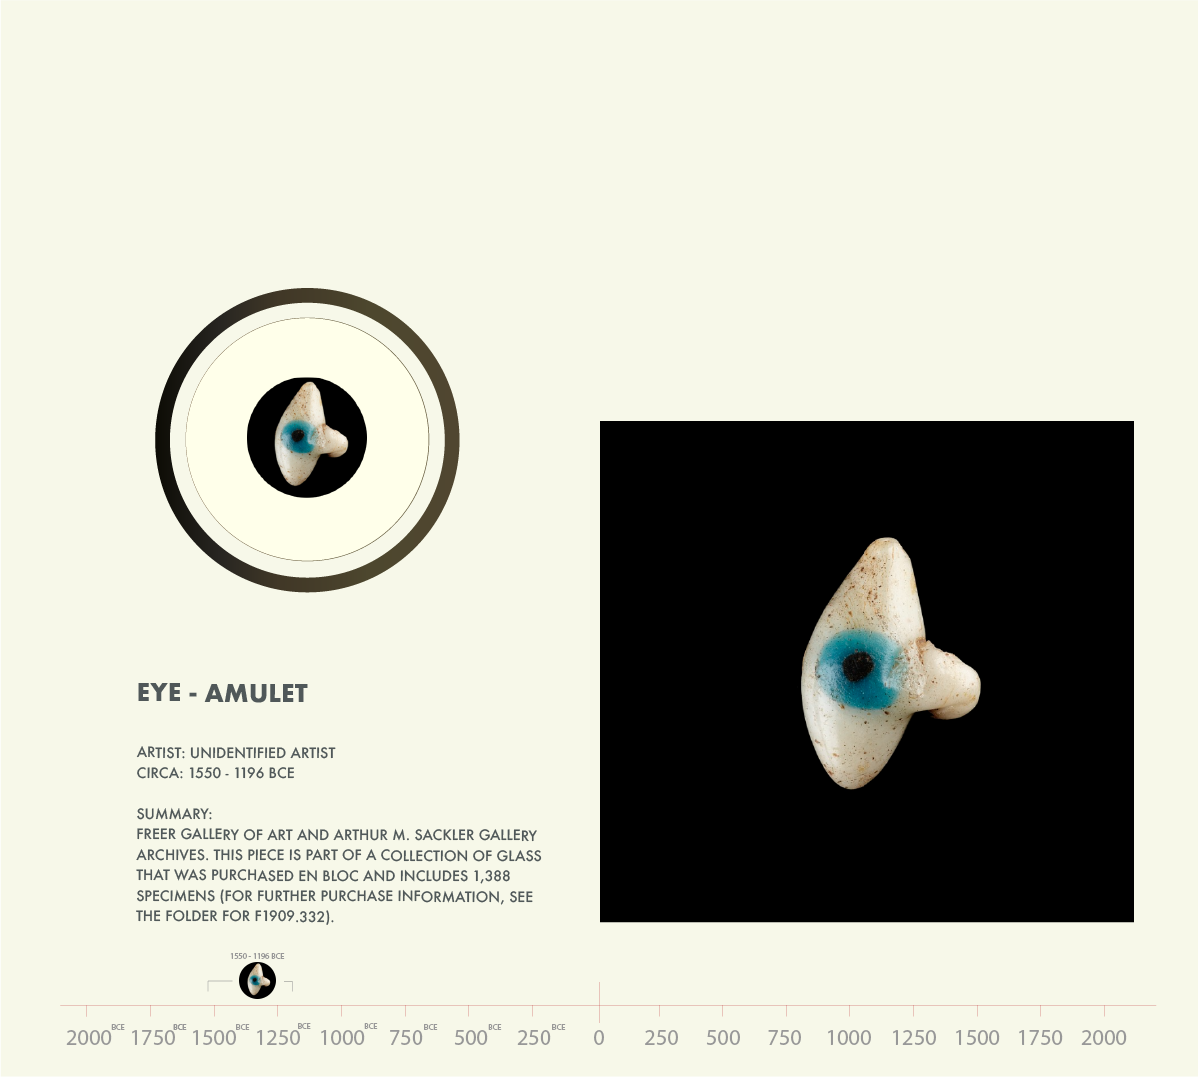 EYE - AMULET
ARTIST: UNIDENTIFIED ARTIST
CIRCA: 1550 - 1196 BCE
SUMMARY:
FREER GALLERY OF ART AND ARTHUR M. SACKLER GALLERY
ARCHIVES. THIS PIECE IS PART OF A COLLECTION OF GLASS
THAT WAS PURCHASED EN BLOC AND INCLUDES 1,388
SPECIMENS (FOR FURTHER PURCHASE INFORMATION, SEE
THE FOLDER FOR F1909.332).
1550 - 1196 BCE
2000 BCE 1750 BCE 1500 BCE 1250 BCE 1000 BCE 750 BCE 500 BCE 250 BCE 0 250 500 750 1000 1250 1500 1750 2000